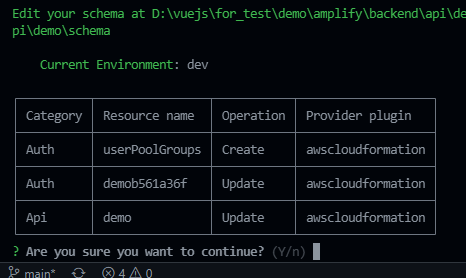 Edit your schema at D:\vuejs\for_test\demo\amplify\backend\api\de
pi\demo\schema
Current Environment: dev
Category Resource name Operation Provider plugin
Auth userPoolGroups Create awscloudformation
Auth demob561a36f Update awscloudformation
Api demo Update awscloudformation
? Are you sure you want to continue? (Y/n)
main* 4 0